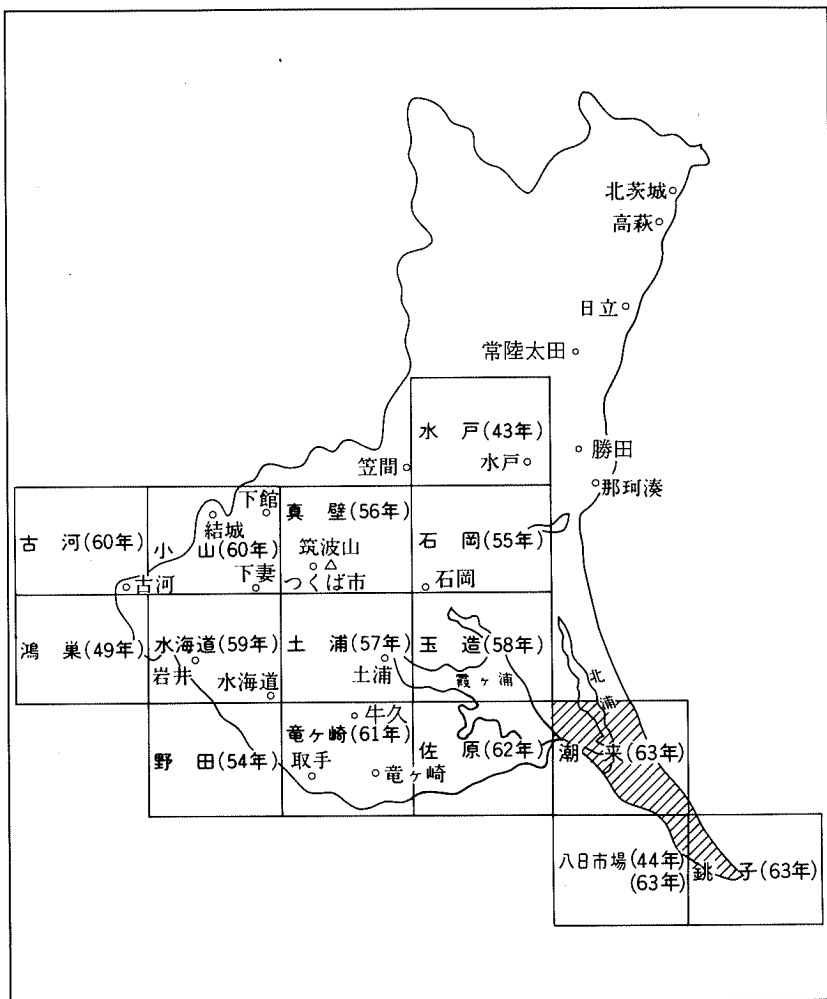 北茨城
高萩
日立
常陸太田
水戸(43年)
笠間
水戸
勝田
那珂湊
下館
真壁(56年)
古河(60年)
結城
小山(60年)
石岡(55年)
筑波山
古河
下妻
つくば市
石岡
鴻巣(49年)
水海道(59年)
土浦(57年)
玉造(58年)
岩井
水海道
土浦
霞ヶ浦
北浦
牛久
野田(54年)
竜ヶ崎(61年)
佐原(62年)
潮来(63年)
取手
竜ヶ崎
八日市場(44年)
(63年)
銚子(63年)